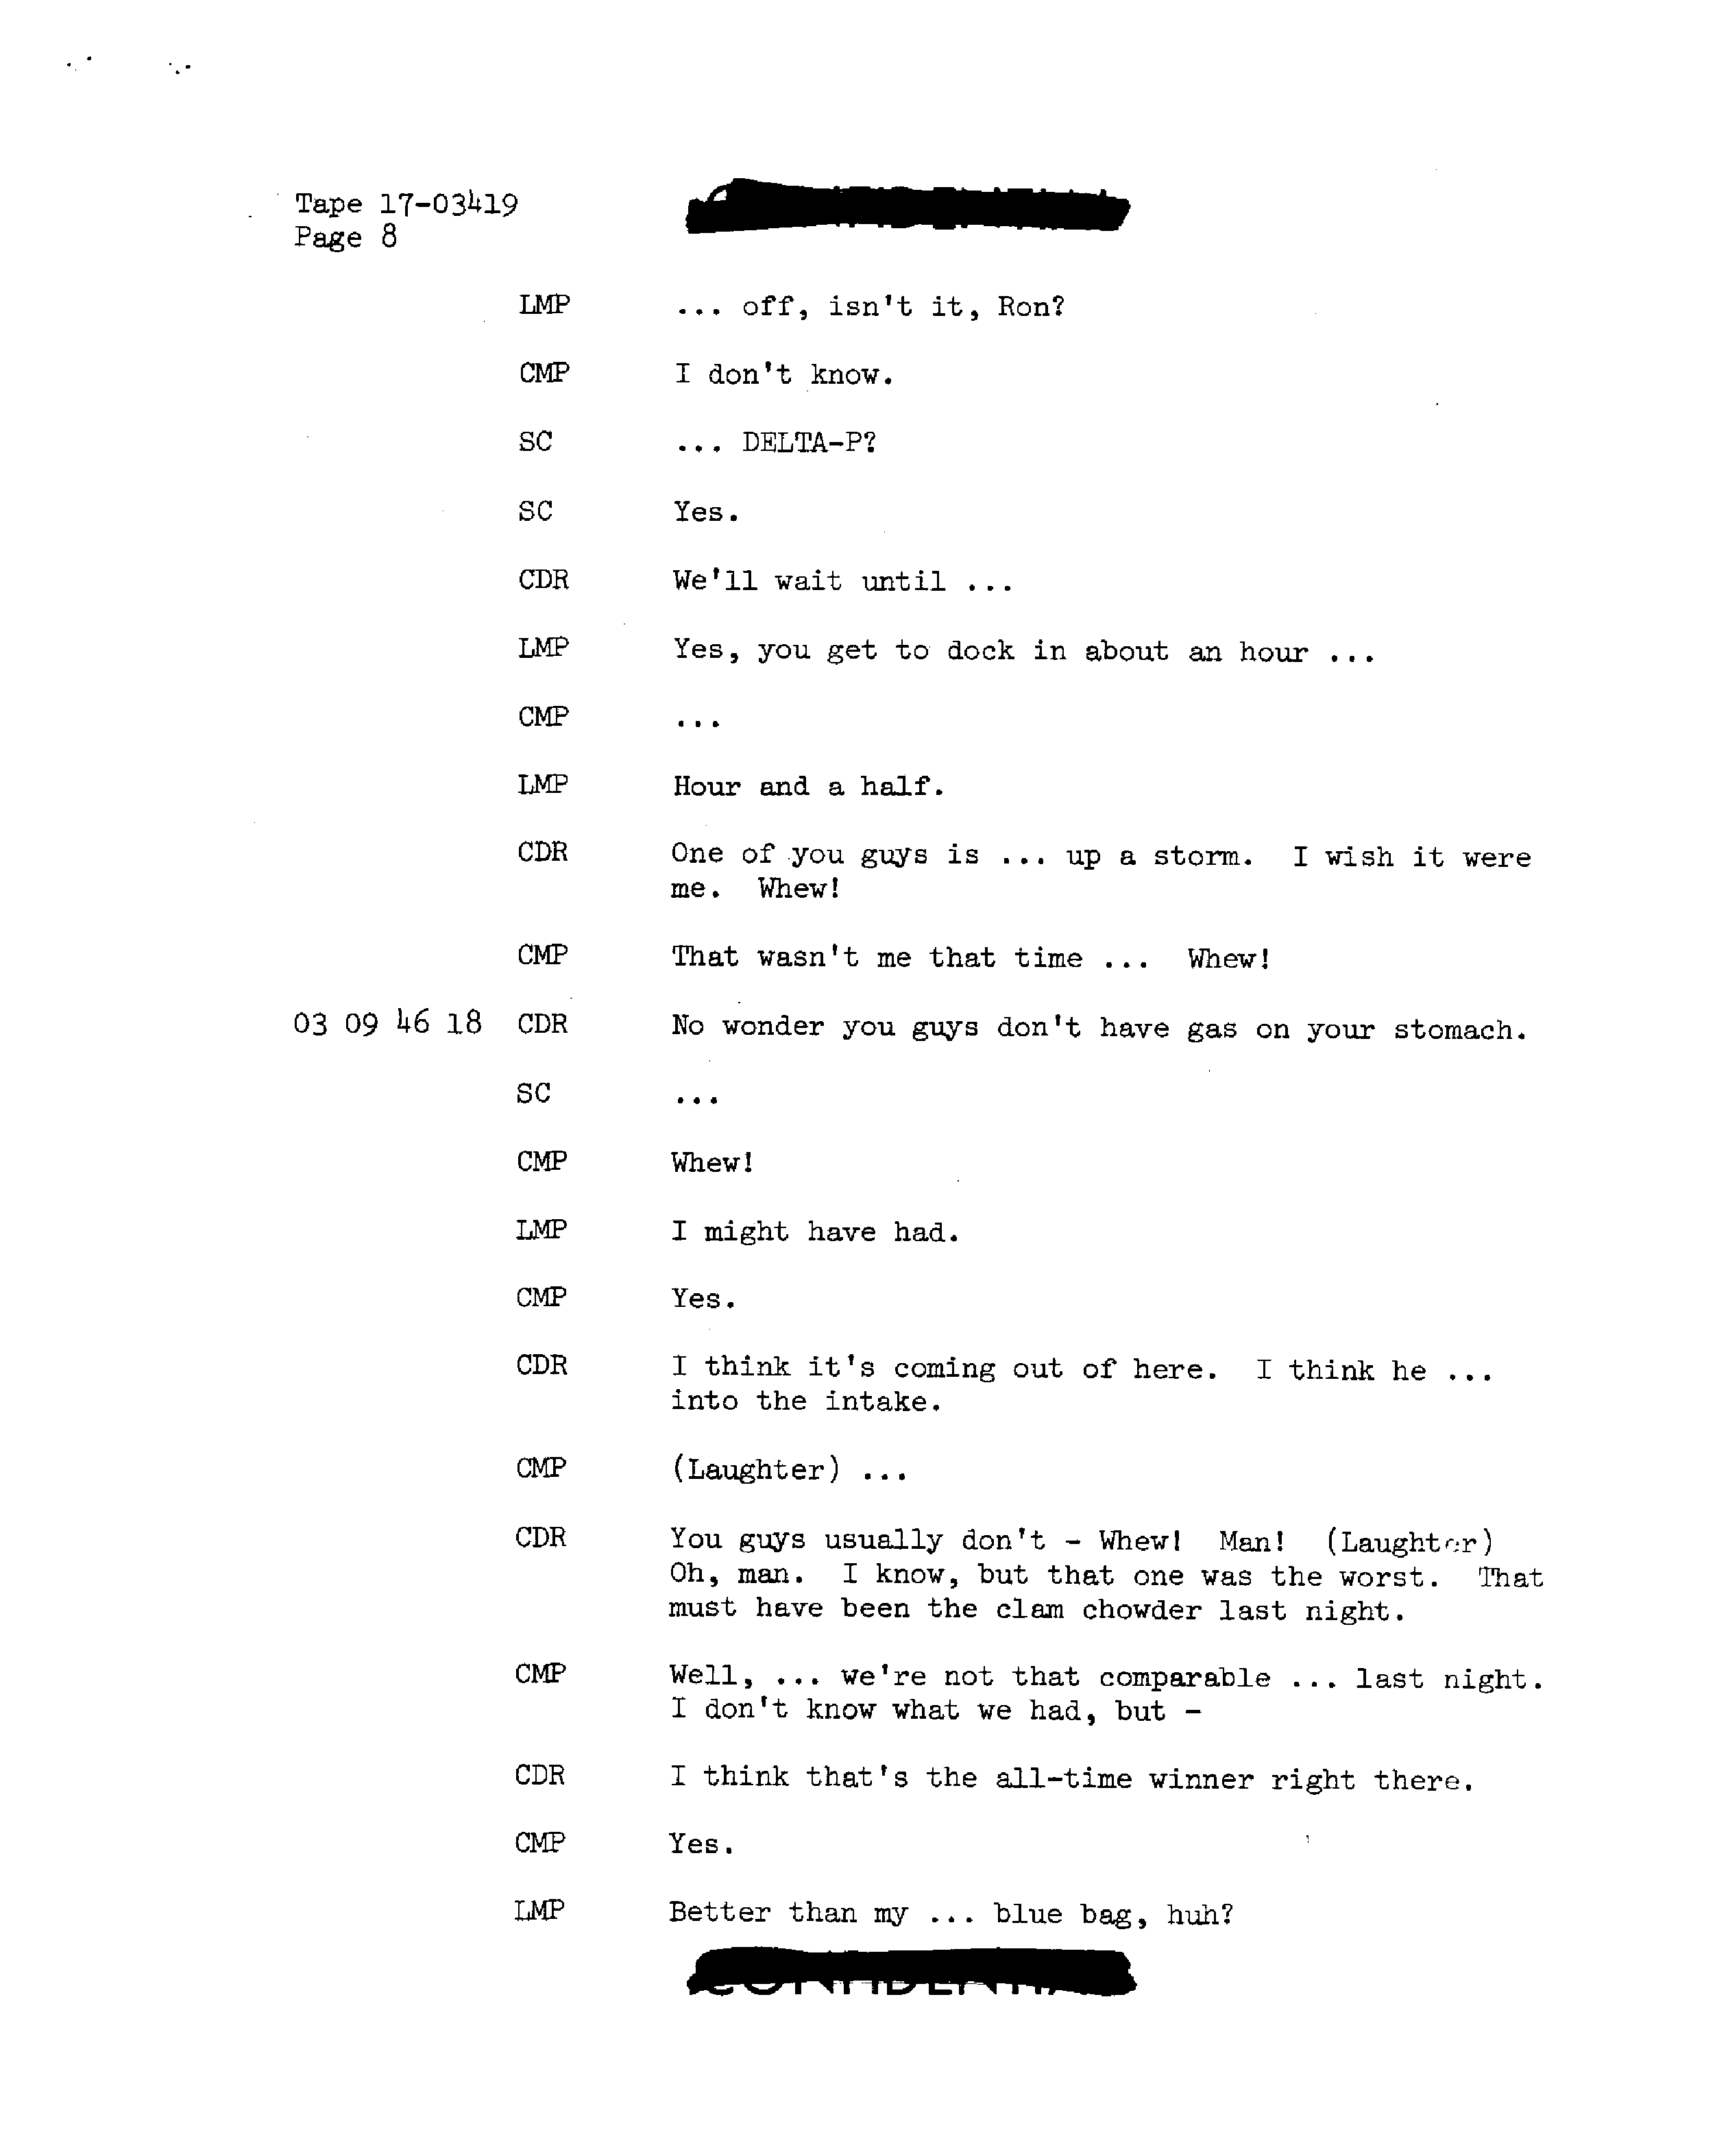 Tape 17-03419
Page 8
LMP ... off, isn't it, Ron?
CMP I don't know.
SC ... DELTA-P?
SC Yes.
CDR We'll wait until ...
LMP Yes, you get to dock in about an hour ...
CMP ...
LMP Hour and a half.
CDR One of you guys is ... up a storm. I wish it were
me. Whew!
CMP That wasn't me that time ... Whew!
03 09 46 18 CDR No wonder you guys don't have gas on your stomach.
SC ...
CMP Whew!
LMP I might have had.
CMP Yes.
CDR I think it's coming out of here. I think he ...
into the intake.
CMP (Laughter) ...
CDR You guys usually don't - Whew! Man! (Laughter)
Oh, man. I know, but that one was the worst. That
must have been the clam chowder last night.
CMP Well, ... we're not that comparable ... last night.
I don't know what we had, but -
CDR I think that's the all-time winner right there.
CMP Yes.
LMP Better than my ... blue bag, huh?